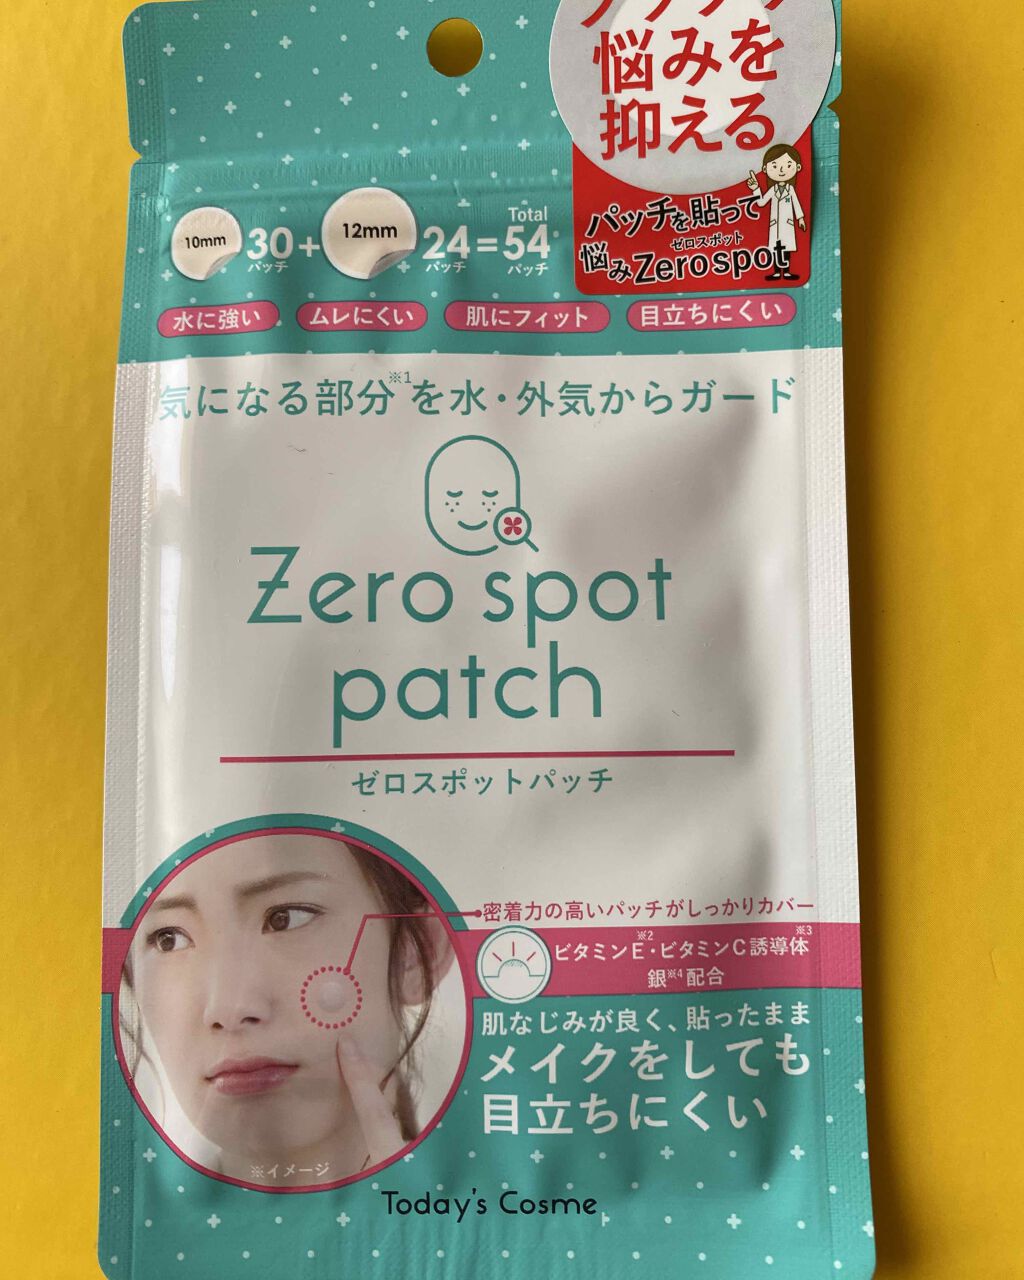 悩みを
抑える
パッチを貼って
ゼロスポット
悩みZerospot
10mm 30パッチ + 12mm 24パッチ = Total 54パッチ
水に強い ムレにくい 肌にフィット 目立ちにくい
気になる部分※1を水・外気からガード
Zero spot
patch
ゼロスポットパッチ
密着力の高いパッチがしっかりカバー
ビタミンE※2・ビタミンC誘導体※3
銀※4配合
肌なじみが良く、貼ったまま
メイクをしても
目立ちにくい
※イメージ
Today's Cosme